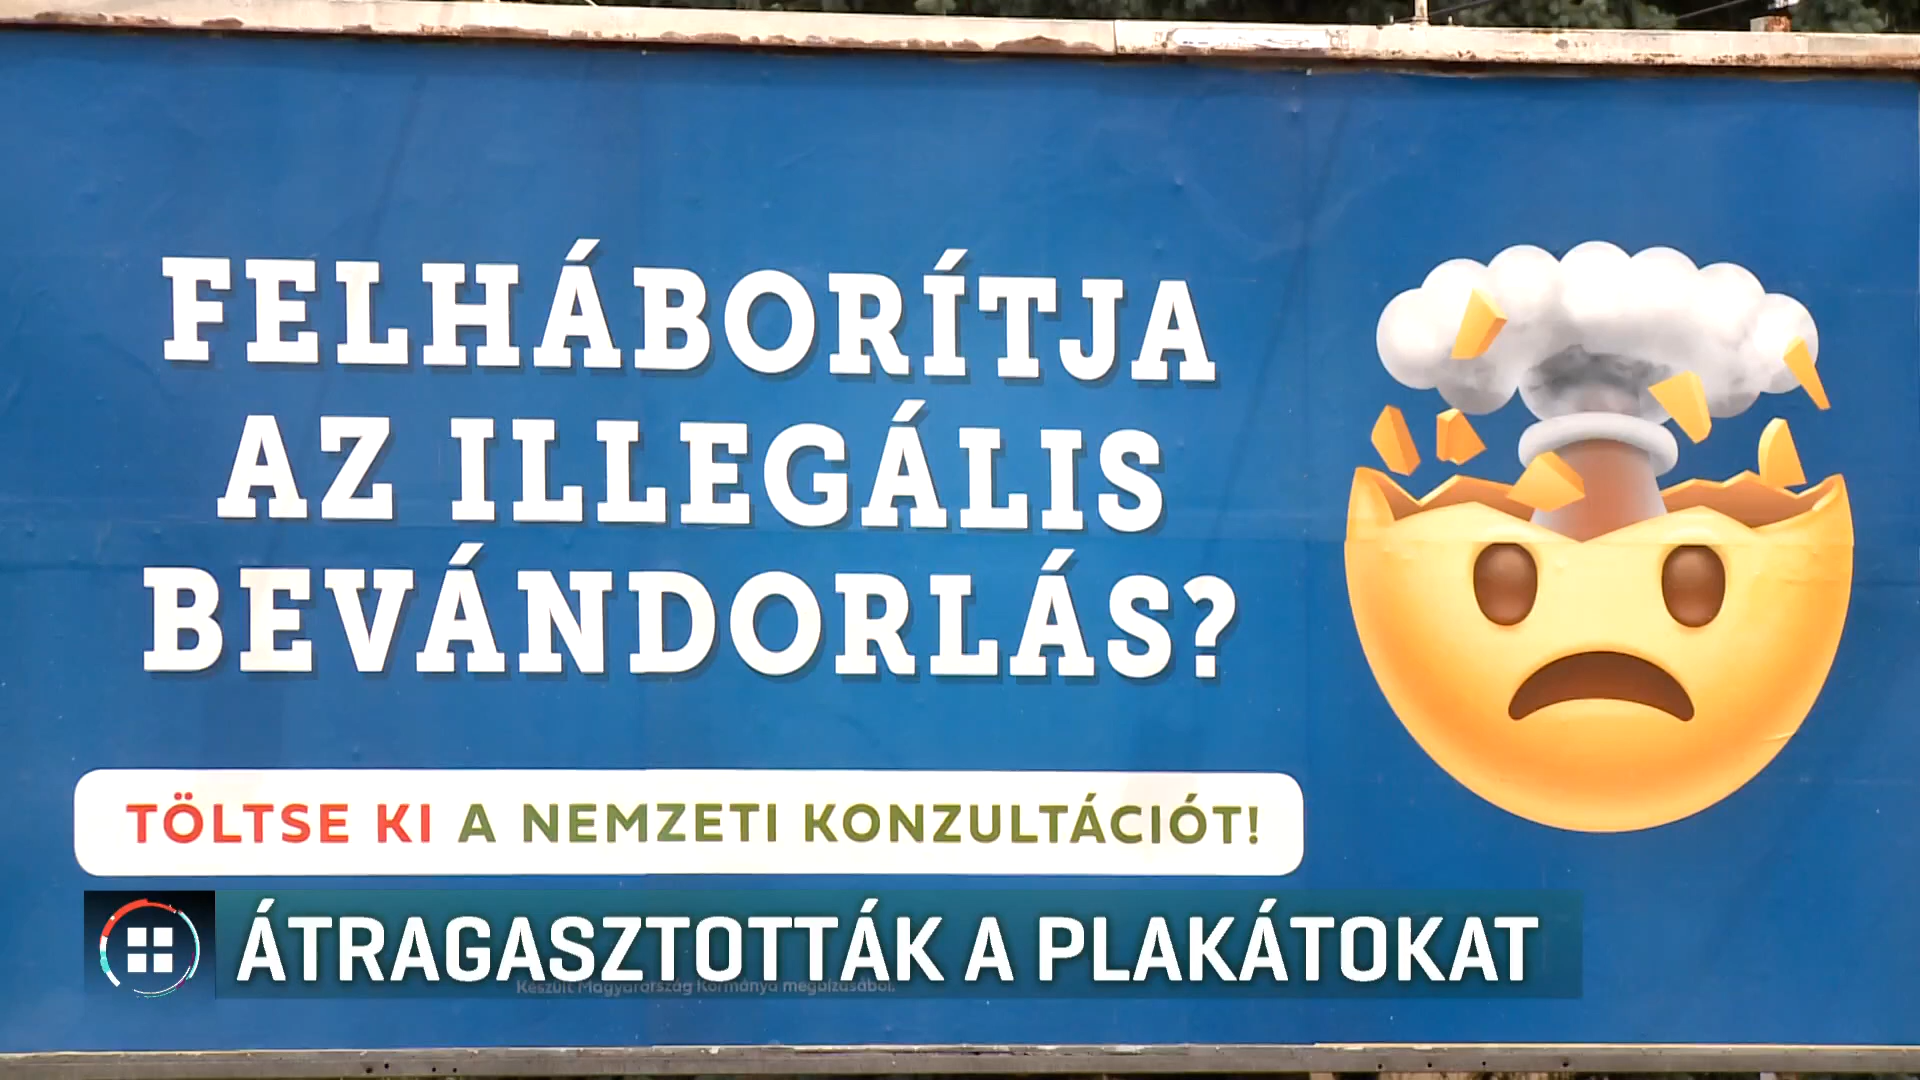 FELHÁBORÍTJA
AZ ILLEGÁLIS
BEVÁNDORLÁS?
TÖLTSE KI A NEMZETI KONZULTÁCIÓT!
ÁTRAGASZTOTTÁK A PLAKÁTOKAT
Készült Magyarország Kormánya megbízásából.